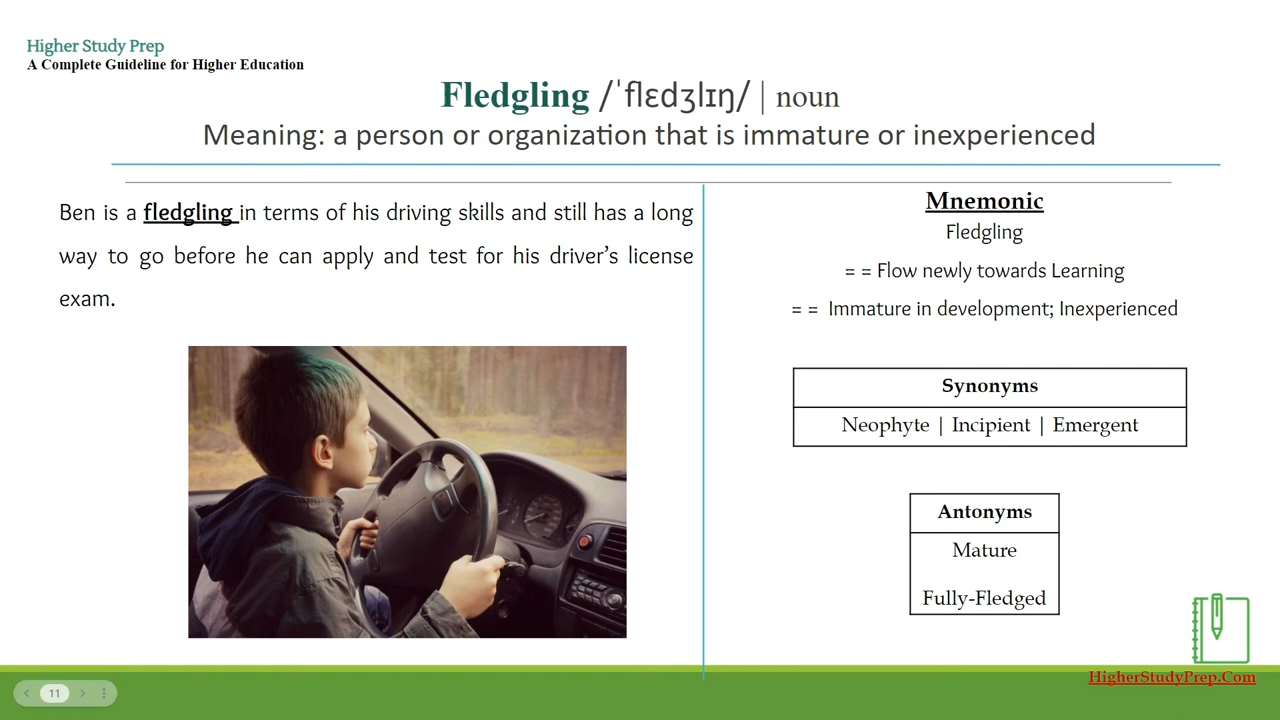 Higher Study Prep
A Complete Guideline for Higher Education
Fledgling /ˈflɛdʒlɪŋ/ | noun
Meaning: a person or organization that is immature or inexperienced
Ben is a fledgling in terms of his driving skills and still has a long
way to go before he can apply and test for his driver’s license
exam.
Mnemonic
Fledgling
= = Flow newly towards Learning
= = Immature in development; Inexperienced
Synonyms
Neophyte | Incipient | Emergent
Antonyms
Mature
Fully-Fledged
11
HigherStudyPrep.Com